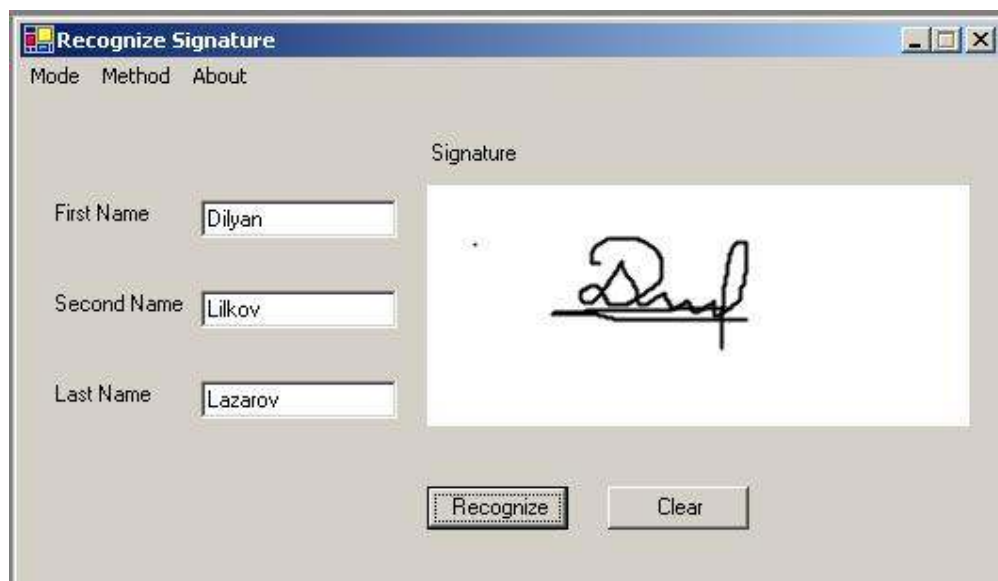 Recognize Signature
Mode Method About
Signature
First Name Dilyan
Second Name Lilkov
Last Name Lazarov
Recognize Clear